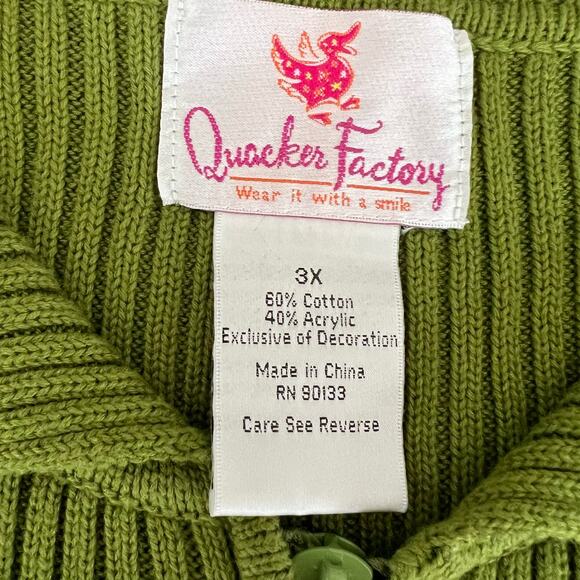 Quacker Factory
Wear it with a smile
3X
60% Cotton
40% Acrylic
Exclusive of Decoration
Made in China
RN 90133
Care See Reverse